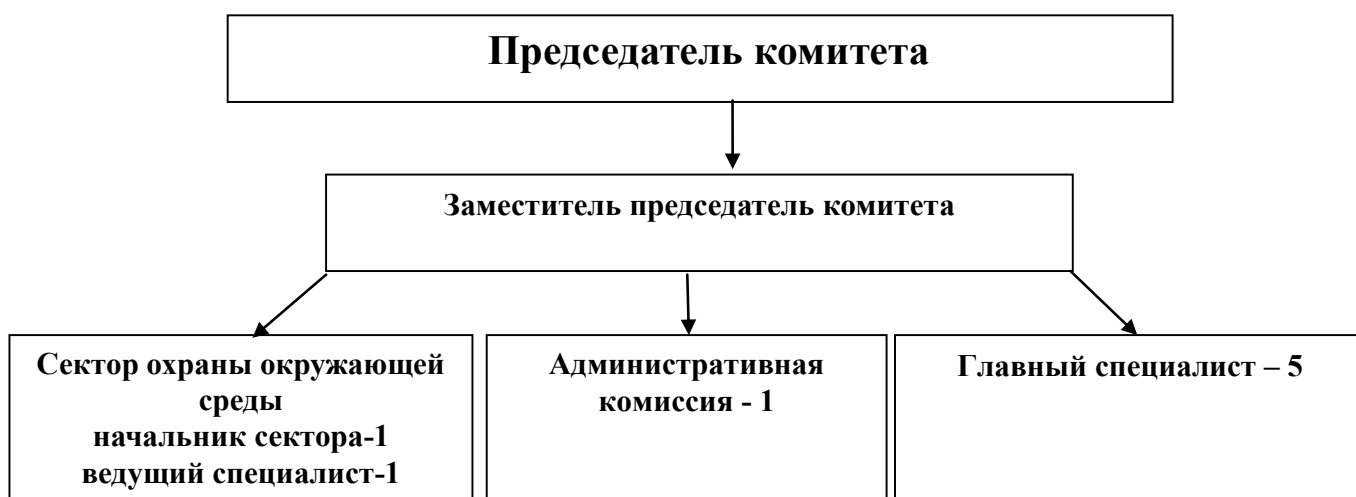 Председатель комитета
Заместитель председатель комитета
Сектор охраны окружающей
среды
начальник сектора-1
ведущий специалист-1
Административная
комиссия - 1
Главный специалист – 5